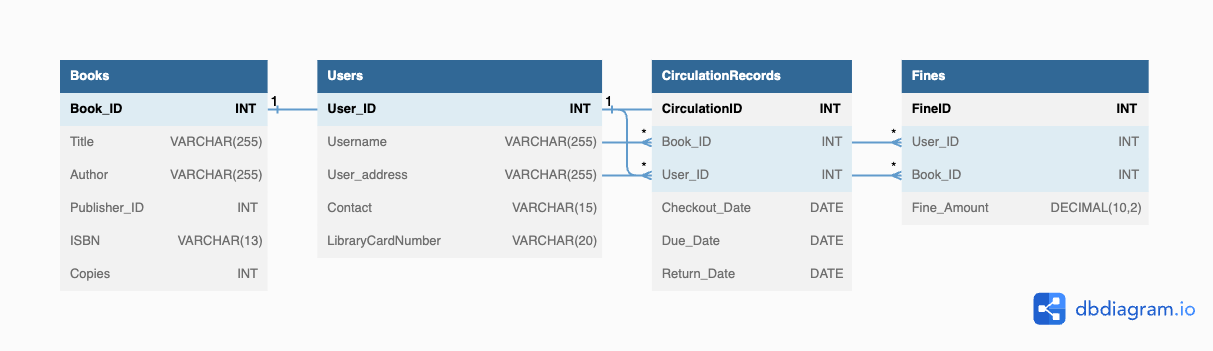 Books
Book_ID INT
Title VARCHAR(255)
Author VARCHAR(255)
Publisher_ID INT
ISBN VARCHAR(13)
Copies INT
1
Users
User_ID INT
Username VARCHAR(255)
User_address VARCHAR(255)
Contact VARCHAR(15)
LibraryCardNumber VARCHAR(20)
1
*
*
CirculationRecords
CirculationID INT
Book_ID INT
User_ID INT
Checkout_Date DATE
Due_Date DATE
Return_Date DATE
*
*
Fines
FineID INT
User_ID INT
Book_ID INT
Fine_Amount DECIMAL(10,2)
dbdiagram.io